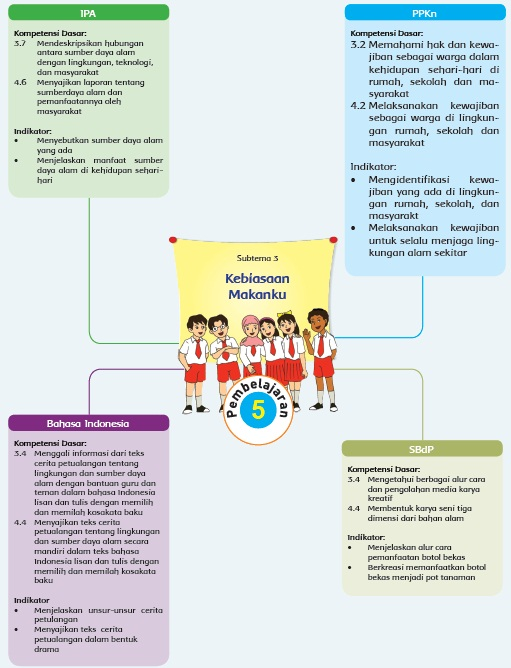 IPA
Kompetensi Dasar:
3.7 Mendeskripsikan hubungan
antara sumber daya alam
dengan lingkungan, teknologi,
dan masyarakat
4.6 Menyajikan laporan tentang
sumberdaya alam dan
pemanfaatannya oleh
masyarakat
Indikator:
• Menyebutkan sumber daya alam
yang ada
• Menjelaskan manfaat sumber
daya alam di kehidupan sehari-
hari
PPKn
Kompetensi Dasar:
3.2 Memahami hak dan kewa-
jiban sebagai warga dalam
kehidupan sehari-hari di
rumah, sekolah dan ma-
syarakat
4.2 Melaksanakan kewajiban
sebagai warga di lingkun-
gan rumah, sekolah dan
masyarakat
Indikator:
• Mengidentifikasi kewa-
jiban yang ada di lingkun-
gan rumah, sekolah, dan
masyarakt
• Melaksanakan kewajiban
untuk selalu menjaga ling-
kungan alam sekitar
Subtema 3
Kebiasaan
Makanku
Pembelajaran
5
Bahasa Indonesia
Kompetensi Dasar:
3.4 Menggali informasi dari teks
cerita petualangan tentang
lingkungan dan sumber daya
alam dengan bantuan guru dan
teman dalam bahasa Indonesia
lisan dan tulis dengan memilih
dan memilah kosakata baku
4.4 Menyajikan teks cerita
petualangan tentang lingkungan
dan sumber daya alam secara
mandiri dalam teks bahasa
Indonesia lisan dan tulis dengan
memilih dan memilah kosakata
baku
Indikator
• Menjelaskan unsur-unsur cerita
petulangan
• Menyajikan teks cerita
petualangan dalam bentuk
drama
SBdP
Kompetensi Dasar:
3.4 Mengetahui berbagai alur cara
dan pengolahan media karya
kreatif
4.4 Membentuk karya seni tiga
dimensi dari bahan alam
Indikator:
• Menjelaskan alur cara
pemanfaatan botol bekas
• Berkreasi memanfaatkan botol
bekas menjadi pot tanaman